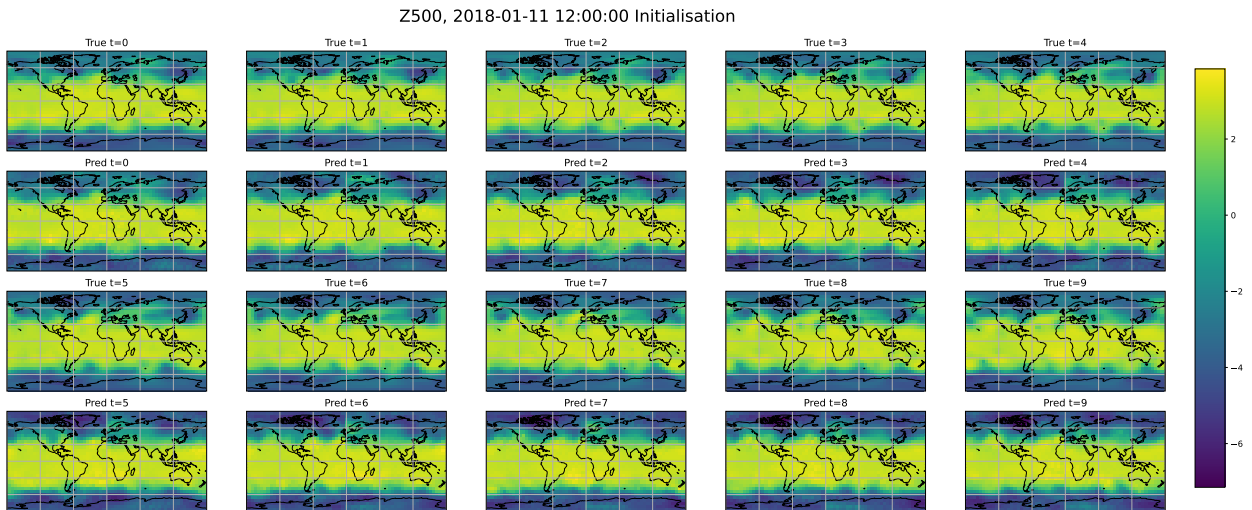 Z500, 2018-01-11 12:00:00 Initialisation
True t=0
True t=1
True t=2
True t=3
True t=4
Pred t=0
Pred t=1
Pred t=2
Pred t=3
Pred t=4
True t=5
True t=6
True t=7
True t=8
True t=9
Pred t=5
Pred t=6
Pred t=7
Pred t=8
Pred t=9
2
0
−2
−4
−6